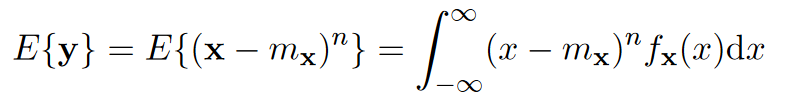 E{𝐲} = E{(𝐱 − m_𝐱)^n} = ∫_{−∞}^{∞} (x − m_𝐱)^n f_𝐱(x)dx